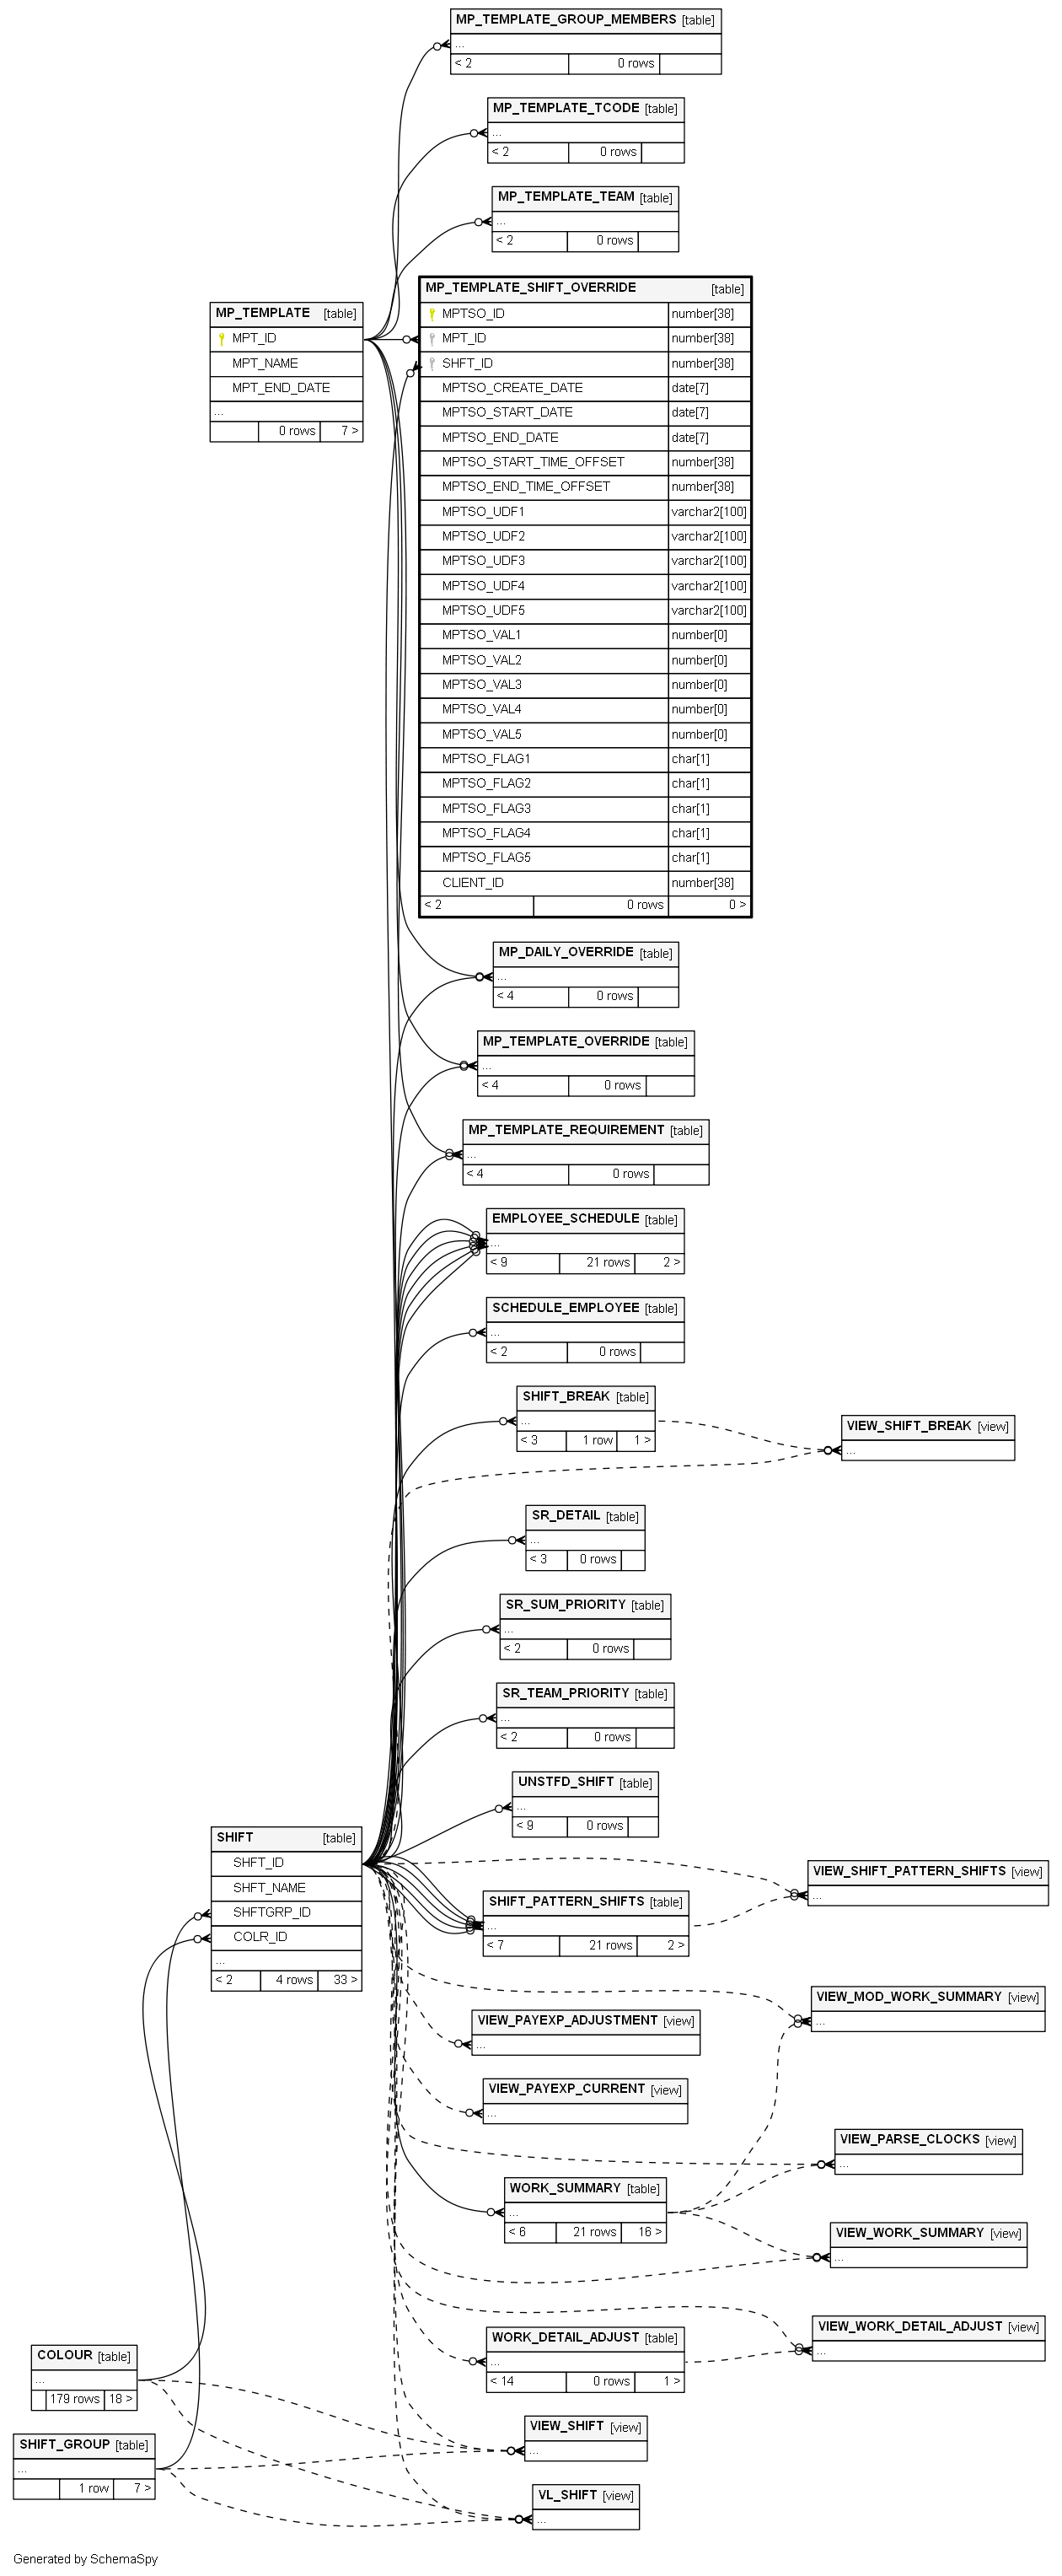 MP_TEMPLATE_GROUP_MEMBERS [table]
...
< 2 0 rows
MP_TEMPLATE_TCODE [table]
...
< 2 0 rows
MP_TEMPLATE_TEAM [table]
...
< 2 0 rows
MP_TEMPLATE_SHIFT_OVERRIDE [table]
MPTSO_ID number[38]
MPT_ID number[38]
SHFT_ID number[38]
MPTSO_CREATE_DATE date[7]
MPTSO_START_DATE date[7]
MPTSO_END_DATE date[7]
MPTSO_START_TIME_OFFSET number[38]
MPTSO_END_TIME_OFFSET number[38]
MPTSO_UDF1 varchar2[100]
MPTSO_UDF2 varchar2[100]
MPTSO_UDF3 varchar2[100]
MPTSO_UDF4 varchar2[100]
MPTSO_UDF5 varchar2[100]
MPTSO_VAL1 number[0]
MPTSO_VAL2 number[0]
MPTSO_VAL3 number[0]
MPTSO_VAL4 number[0]
MPTSO_VAL5 number[0]
MPTSO_FLAG1 char[1]
MPTSO_FLAG2 char[1]
MPTSO_FLAG3 char[1]
MPTSO_FLAG4 char[1]
MPTSO_FLAG5 char[1]
CLIENT_ID number[38]
< 2 0 rows 0 >
MP_TEMPLATE [table]
MPT_ID
MPT_NAME
MPT_END_DATE
...
0 rows 7 >
MP_DAILY_OVERRIDE [table]
...
< 4 0 rows
MP_TEMPLATE_OVERRIDE [table]
...
< 4 0 rows
MP_TEMPLATE_REQUIREMENT [table]
...
< 4 0 rows
EMPLOYEE_SCHEDULE [table]
...
< 9 21 rows 2 >
SCHEDULE_EMPLOYEE [table]
...
< 2 0 rows
SHIFT_BREAK [table]
...
< 3 1 row 1 >
VIEW_SHIFT_BREAK [view]
...
SR_DETAIL [table]
...
< 3 0 rows
SR_SUM_PRIORITY [table]
...
< 2 0 rows
SR_TEAM_PRIORITY [table]
...
< 2 0 rows
UNSTFD_SHIFT [table]
...
< 9 0 rows
SHIFT [table]
SHFT_ID
SHFT_NAME
SHFTGRP_ID
COLR_ID
...
< 2 4 rows 33 >
SHIFT_PATTERN_SHIFTS [table]
...
< 7 21 rows 2 >
VIEW_SHIFT_PATTERN_SHIFTS [view]
...
VIEW_MOD_WORK_SUMMARY [view]
...
VIEW_PAYEXP_ADJUSTMENT [view]
...
VIEW_PAYEXP_CURRENT [view]
...
VIEW_PARSE_CLOCKS [view]
...
WORK_SUMMARY [table]
...
< 6 21 rows 16 >
VIEW_WORK_SUMMARY [view]
...
VIEW_WORK_DETAIL_ADJUST [view]
...
WORK_DETAIL_ADJUST [table]
...
< 14 0 rows 1 >
COLOUR [table]
...
179 rows 18 >
VIEW_SHIFT [view]
...
SHIFT_GROUP [table]
...
1 row 7 >
VL_SHIFT [view]
...
Generated by SchemaSpy